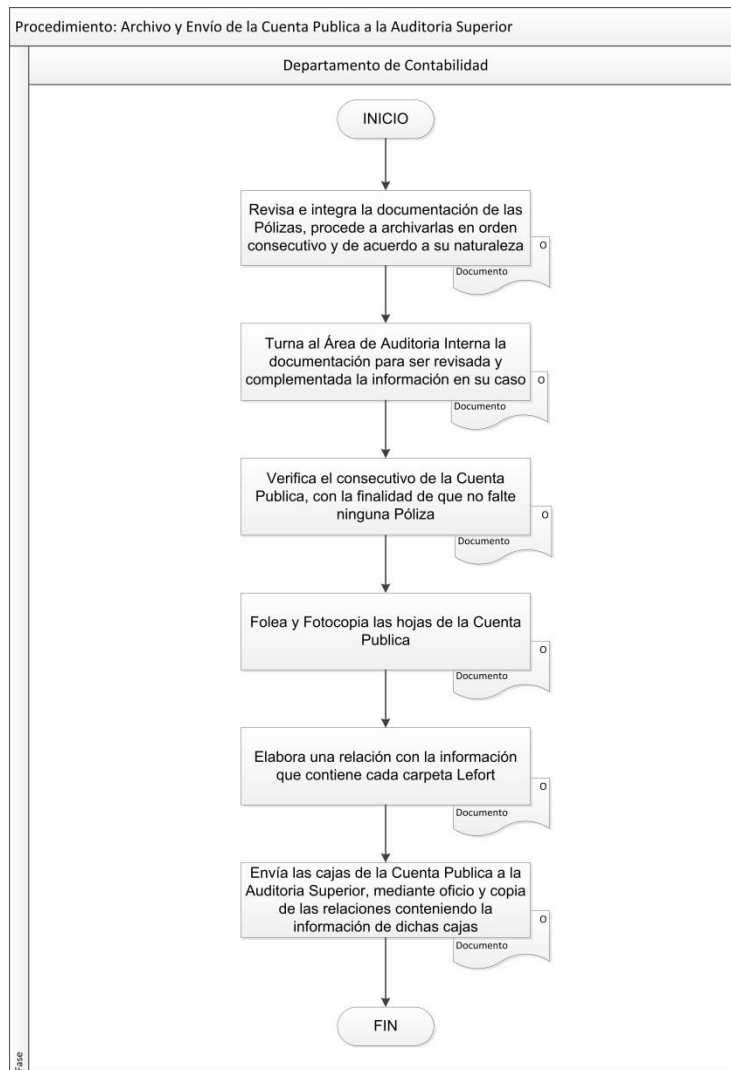 Procedimiento: Archivo y Envío de la Cuenta Publica a la Auditoria Superior
Departamento de Contabilidad
INICIO
Revisa e integra la documentación de las
Pólizas, procede a archivarlas en orden
consecutivo y de acuerdo a su naturaleza
O
Documento
Turna al Área de Auditoria Interna la
documentación para ser revisada y
complementada la información en su caso
O
Documento
Verifica el consecutivo de la Cuenta
Publica, con la finalidad de que no falte
ninguna Póliza
O
Documento
Folea y Fotocopia las hojas de la Cuenta
Publica
O
Documento
Elabora una relación con la información
que contiene cada carpeta Lefort
O
Documento
Envía las cajas de la Cuenta Publica a la
Auditoria Superior, mediante oficio y copia
de las relaciones conteniendo la
información de dichas cajas
O
Documento
FIN
Fase